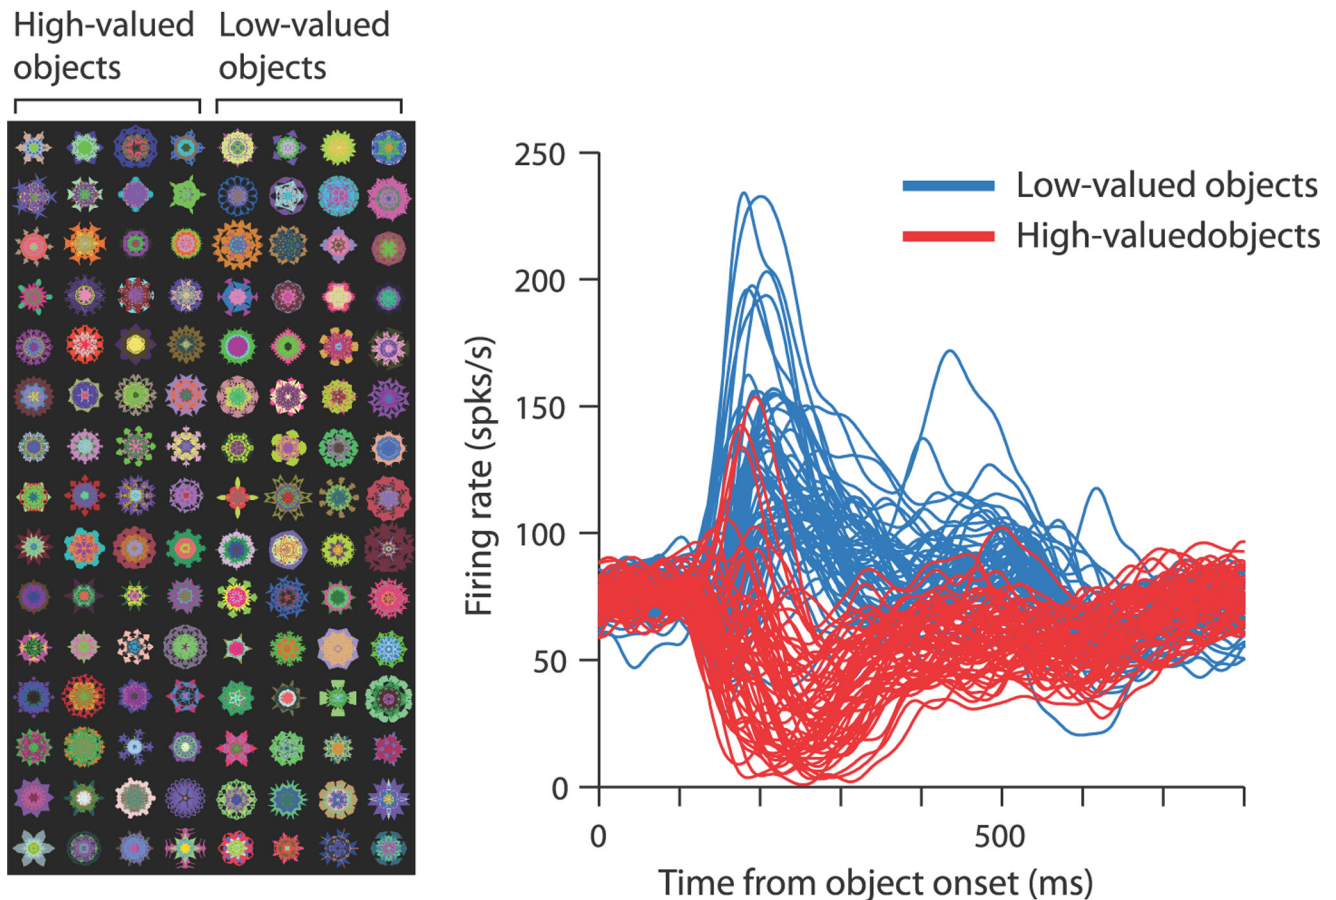 High-valued Low-valued
objects objects
250
200
150
100
50
0
Firing rate (spks/s)
Low-valued objects
High-valuedobjects
0 500
Time from object onset (ms)